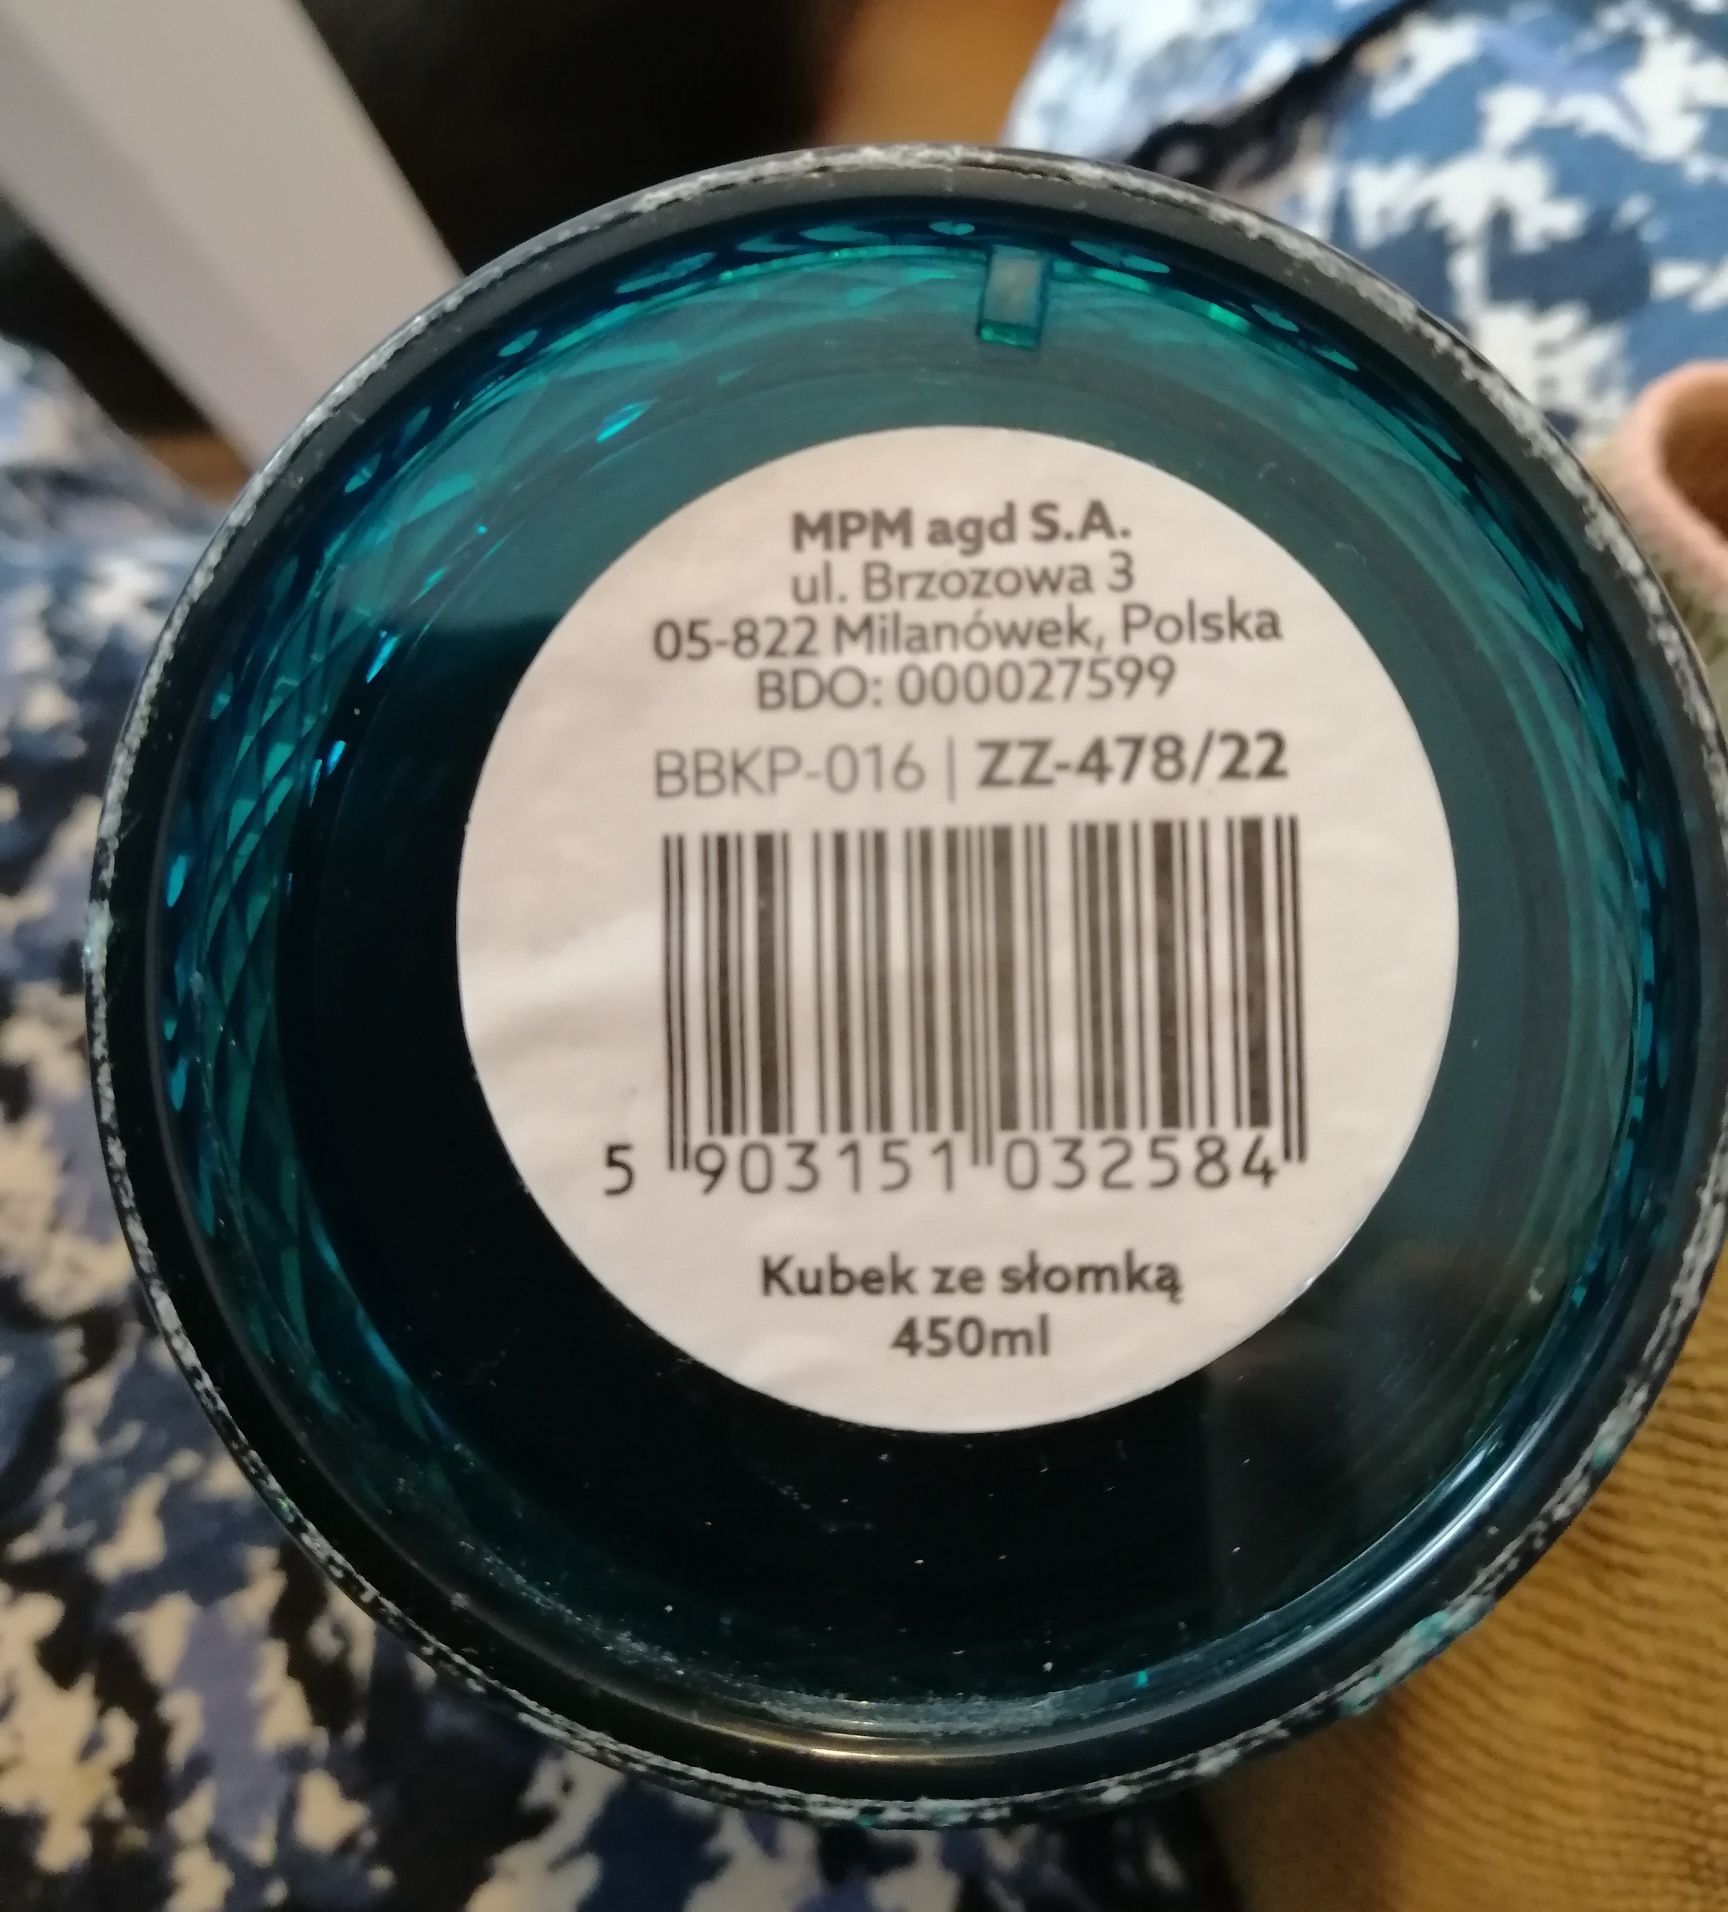 MPM agd S.A.
ul. Brzozowa 3
05-822 Milanówek, Polska
BDO: 000027599
BBKP-016 | ZZ-478/22
5 903151 032584
Kubek ze słomką
450ml